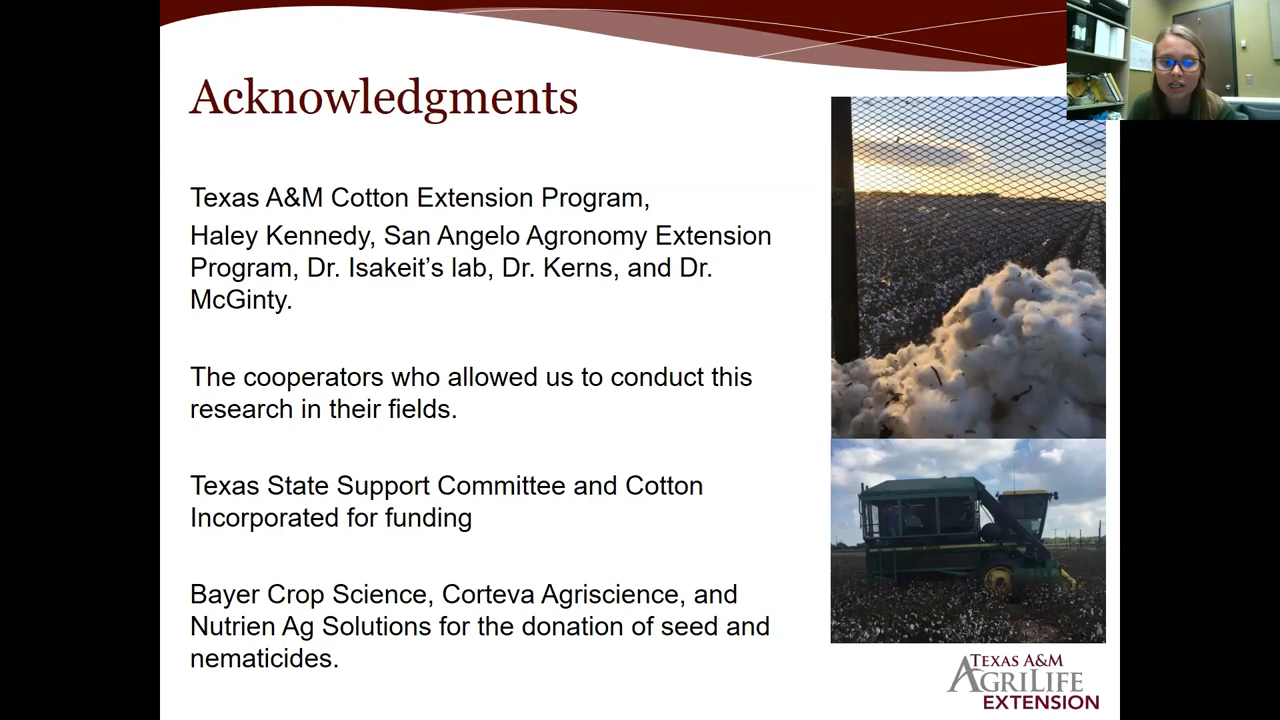 Acknowledgments
Texas A&M Cotton Extension Program,
Haley Kennedy, San Angelo Agronomy Extension
Program, Dr. Isakeit's lab, Dr. Kerns, and Dr.
McGinty.
The cooperators who allowed us to conduct this
research in their fields.
Texas State Support Committee and Cotton
Incorporated for funding
Bayer Crop Science, Corteva Agriscience, and
Nutrien Ag Solutions for the donation of seed and
nematicides.
TEXAS A&M
AGRILIFE
EXTENSION